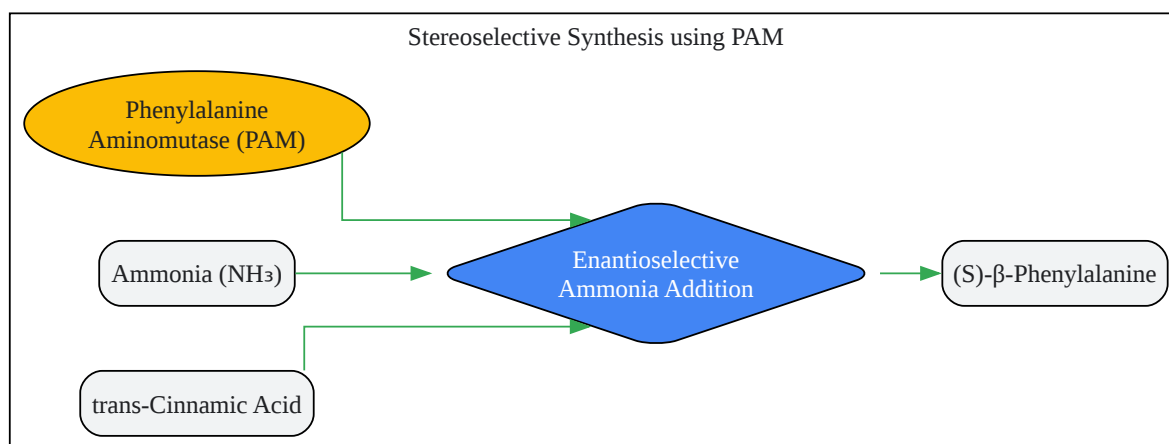 Stereoselective Synthesis using PAM
Phenylalanine
Aminomutase (PAM)
Ammonia (NH₃)
Enantioselective
Ammonia Addition
(S)-β-Phenylalanine
trans-Cinnamic Acid